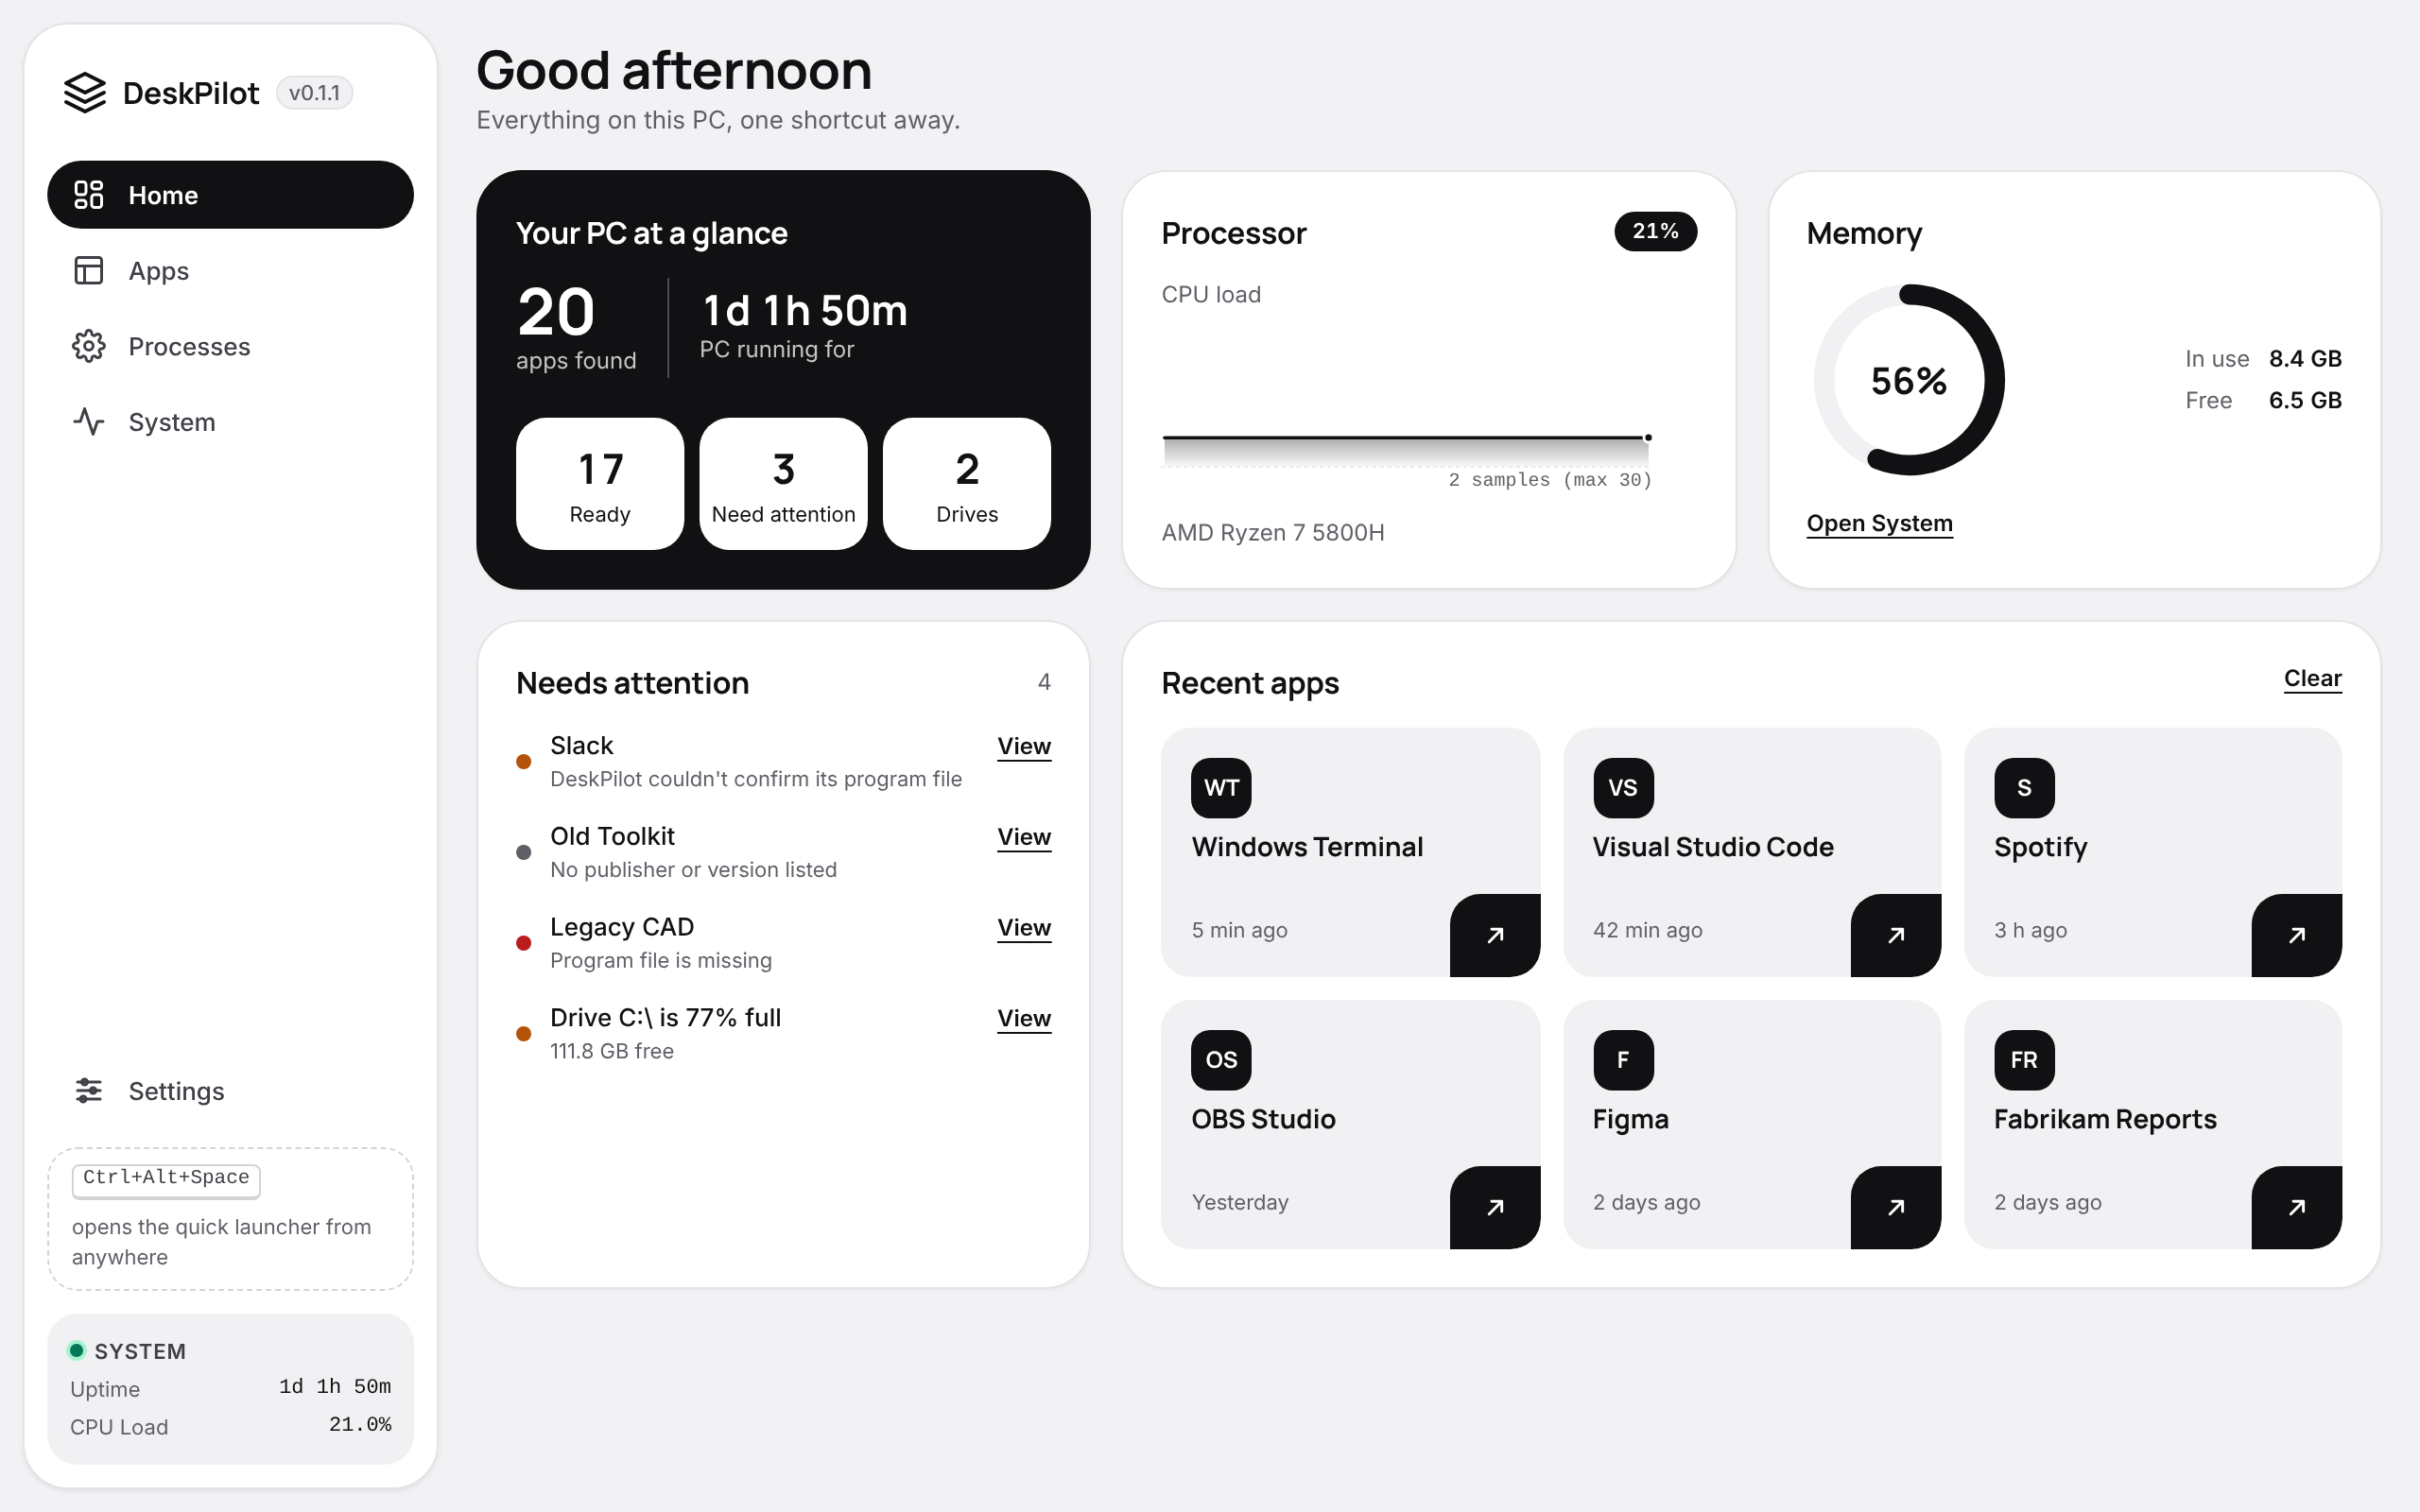 DeskPilot v0.1.1
Home
Apps
Processes
System
Settings
Ctrl+Alt+Space
opens the quick launcher from
anywhere
SYSTEM
Uptime 1d 1h 50m
CPU Load 21.0%
Good afternoon
Everything on this PC, one shortcut away.
Your PC at a glance
20
apps found
1d 1h 50m
PC running for
17
Ready
3
Need attention
2
Drives
Processor 21%
CPU load
2 samples (max 30)
AMD Ryzen 7 5800H
Memory
56%
In use 8.4 GB
Free 6.5 GB
Open System
Needs attention 4
Slack View
DeskPilot couldn't confirm its program file
Old Toolkit View
No publisher or version listed
Legacy CAD View
Program file is missing
Drive C:\ is 77% full View
111.8 GB free
Recent apps Clear
WT
Windows Terminal
5 min ago
VS
Visual Studio Code
42 min ago
S
Spotify
3 h ago
OS
OBS Studio
Yesterday
F
Figma
2 days ago
FR
Fabrikam Reports
2 days ago